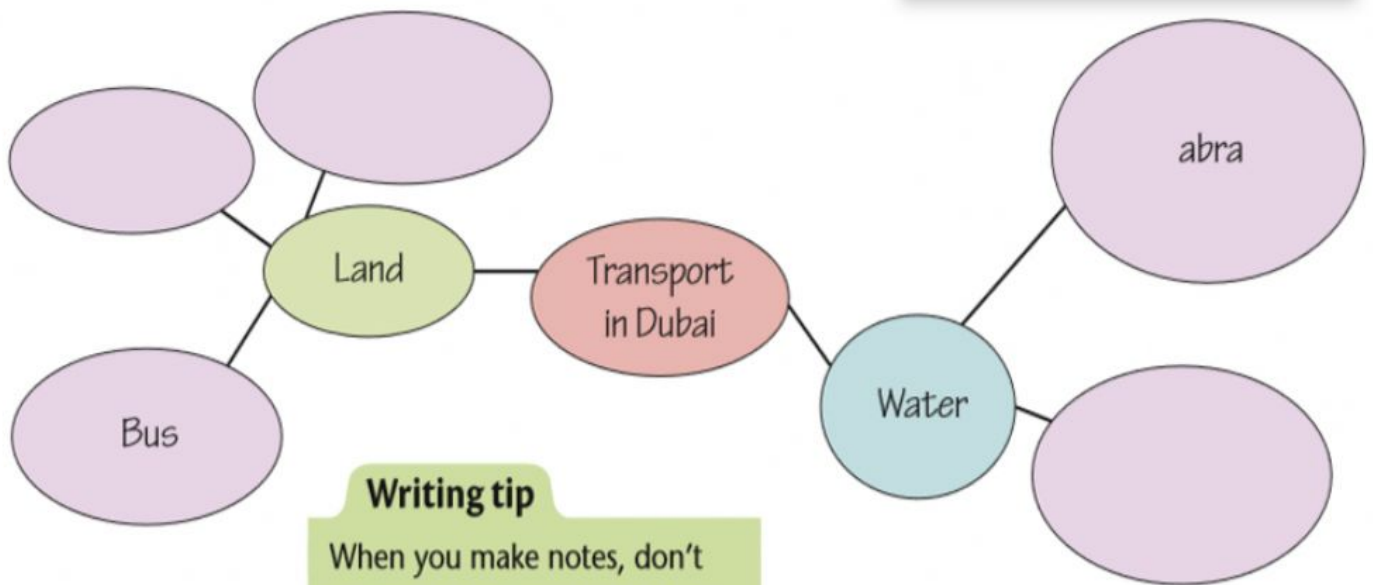 Land
Transport
in Dubai
abra
Water
Bus
Writing tip
When you make notes, don't